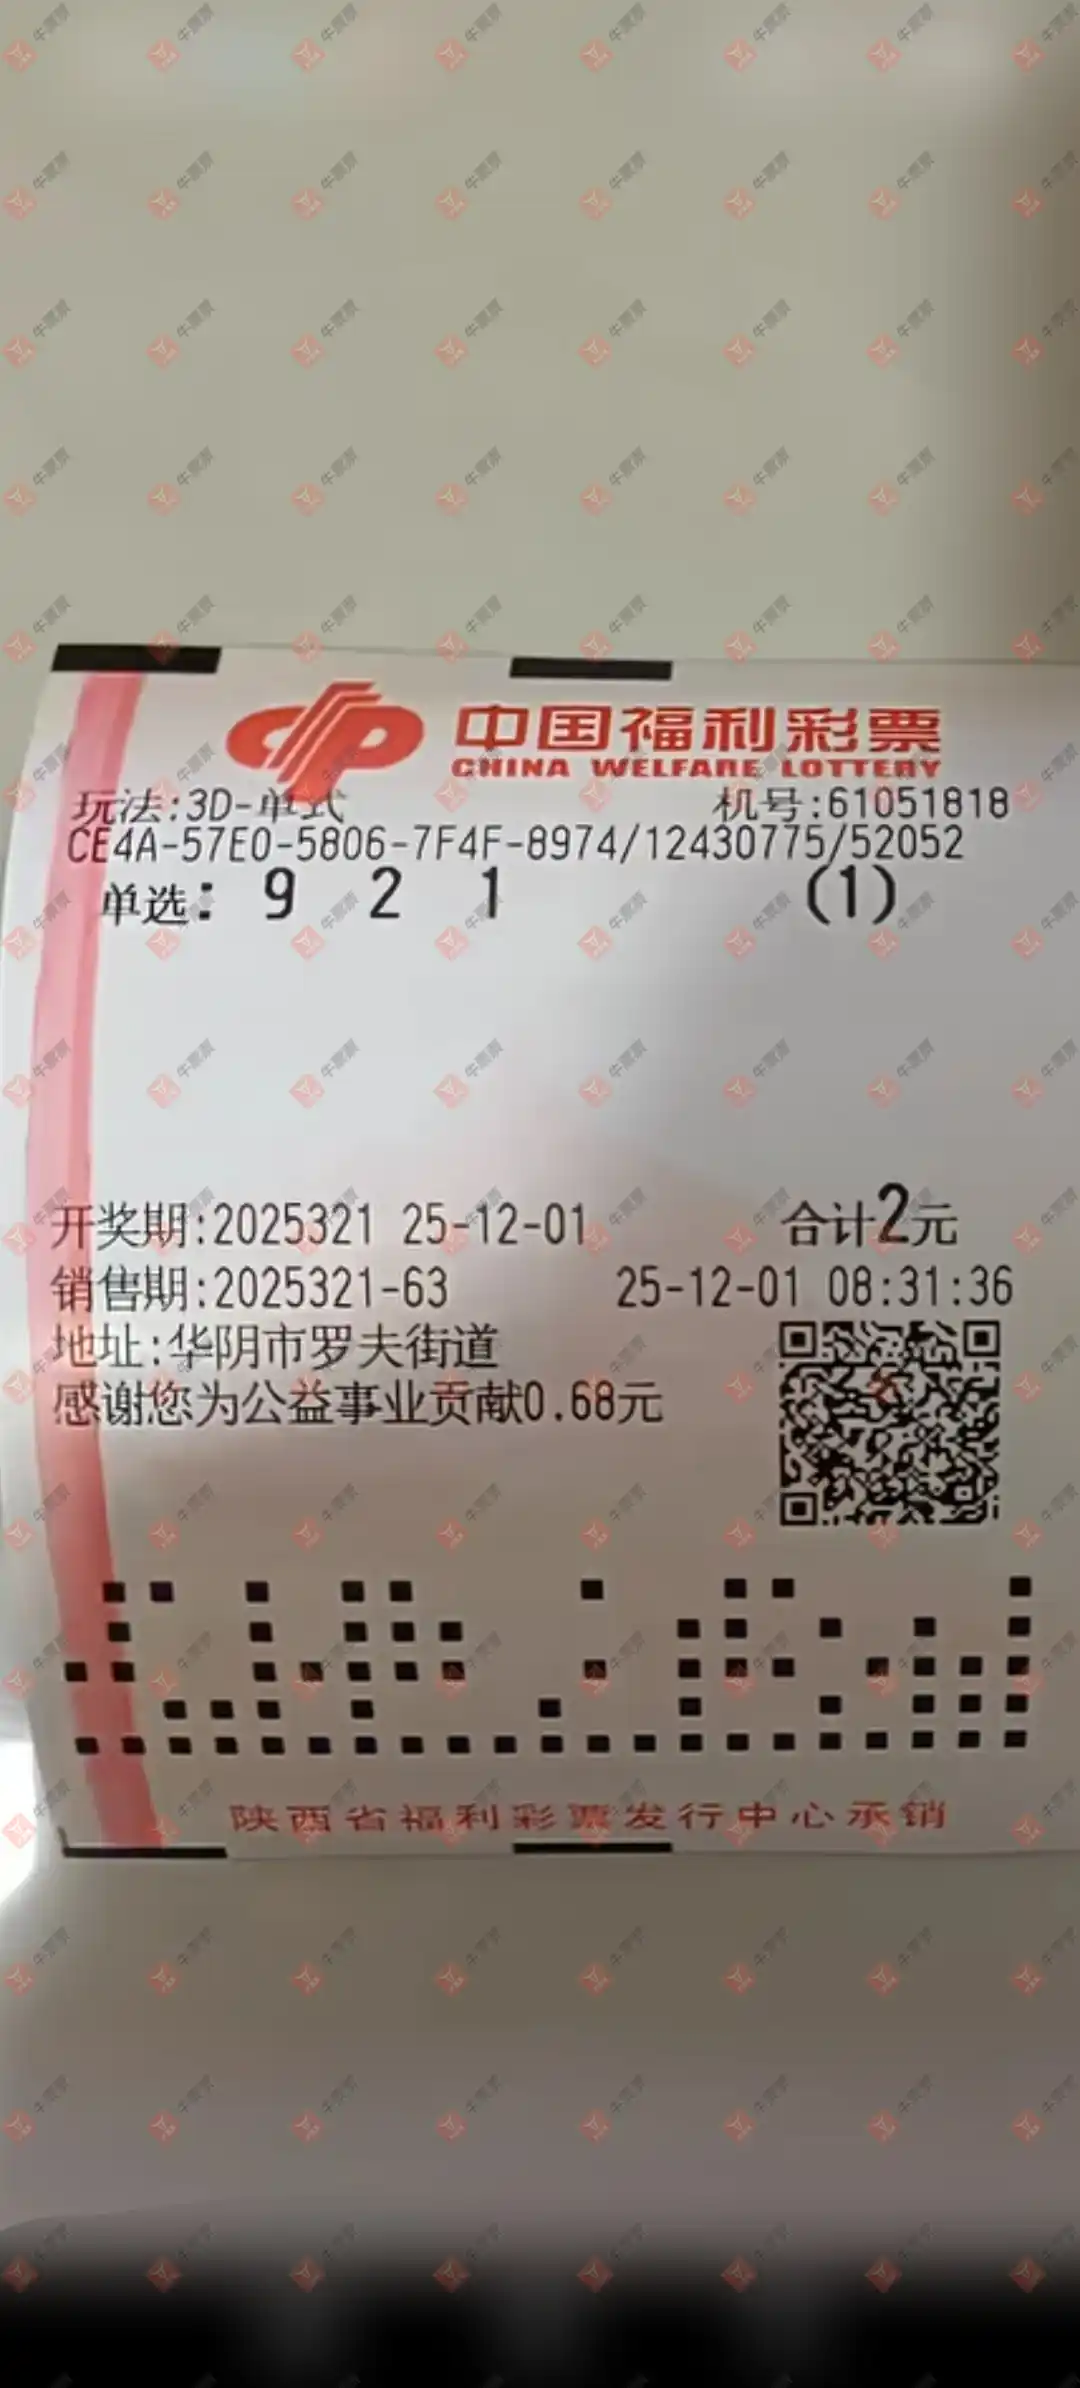 中国福利彩票
CHINA WELFARE LOTTERY
玩法:3D-单式 机号:61051818
CE4A-57E0-5806-7F4F-8974/12430775/52052
单选: 9 2 1 (1)
开奖期:2025321 25-12-01 合计2元
销售期:2025321-63 25-12-01 08:31:36
地址:华阴市罗夫街道
感谢您为公益事业贡献0.68元
陕西省福利彩票发行中心承销